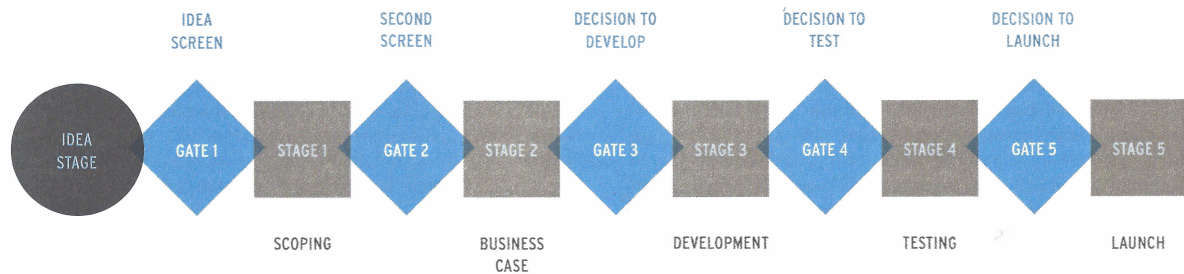 IDEA
SCREEN
SECOND
SCREEN
DECISION TO
DEVELOP
DECISION TO
TEST
DECISION TO
LAUNCH
IDEA
STAGE
GATE 1
STAGE 1
GATE 2
STAGE 2
GATE 3
STAGE 3
GATE 4
STAGE 4
GATE 5
STAGE 5
SCOPING
BUSINESS
CASE
DEVELOPMENT
TESTING
LAUNCH